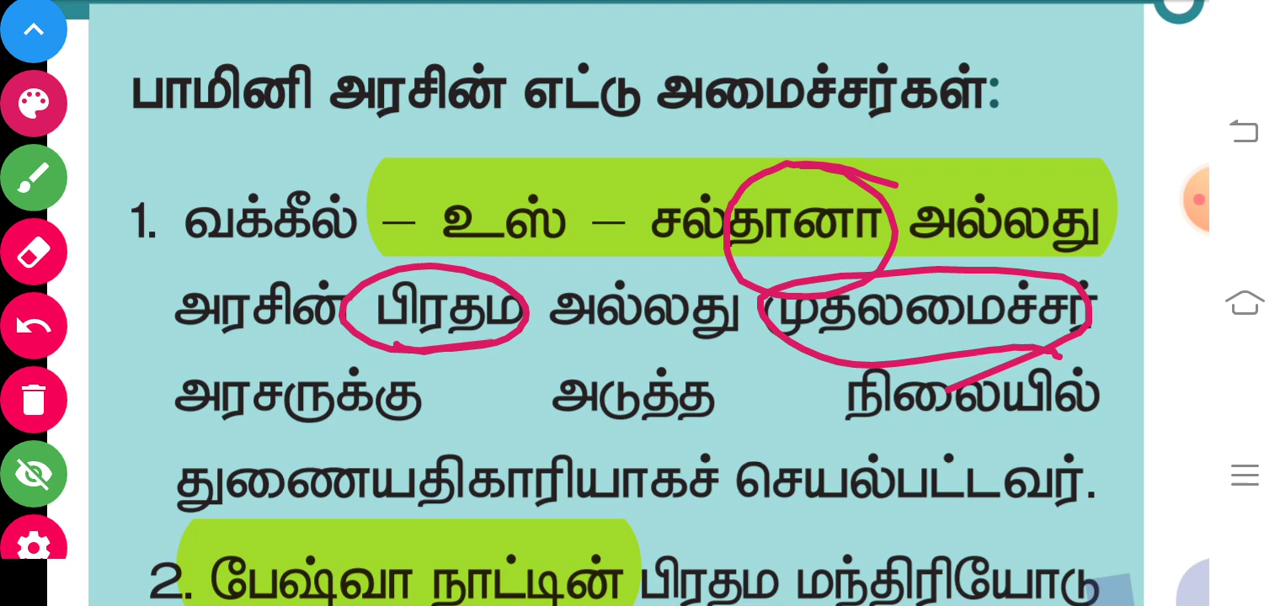 பாமினி அரசின் எட்டு அமைச்சர்கள்:
1. வக்கீல் – உஸ் – சல்தானா அல்லது
அரசின் பிரதம அல்லது முதலமைச்சர்
அரசருக்கு அடுத்த நிலையில்
துணையதிகாரியாகச் செயல்பட்டவர்.
2. பேஷ்வா நாட்டின் பிரதம மந்திரியோடு